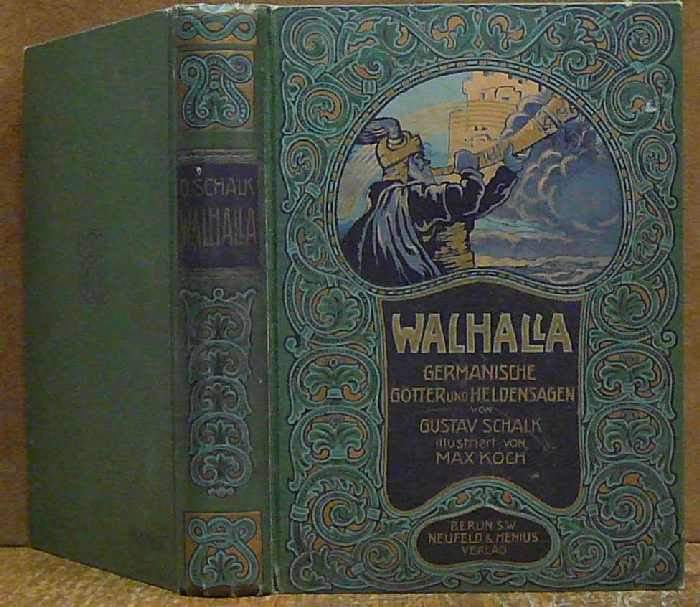 G. SCHALK
WALHALLA
WALHALLA
GERMANISCHE
GÖTTER UND HELDENSAGEN
VON
GUSTAV SCHALK
illustriert von
MAX KOCH
BERLIN S.W.
NEUFELD & HENIUS
VERLAG